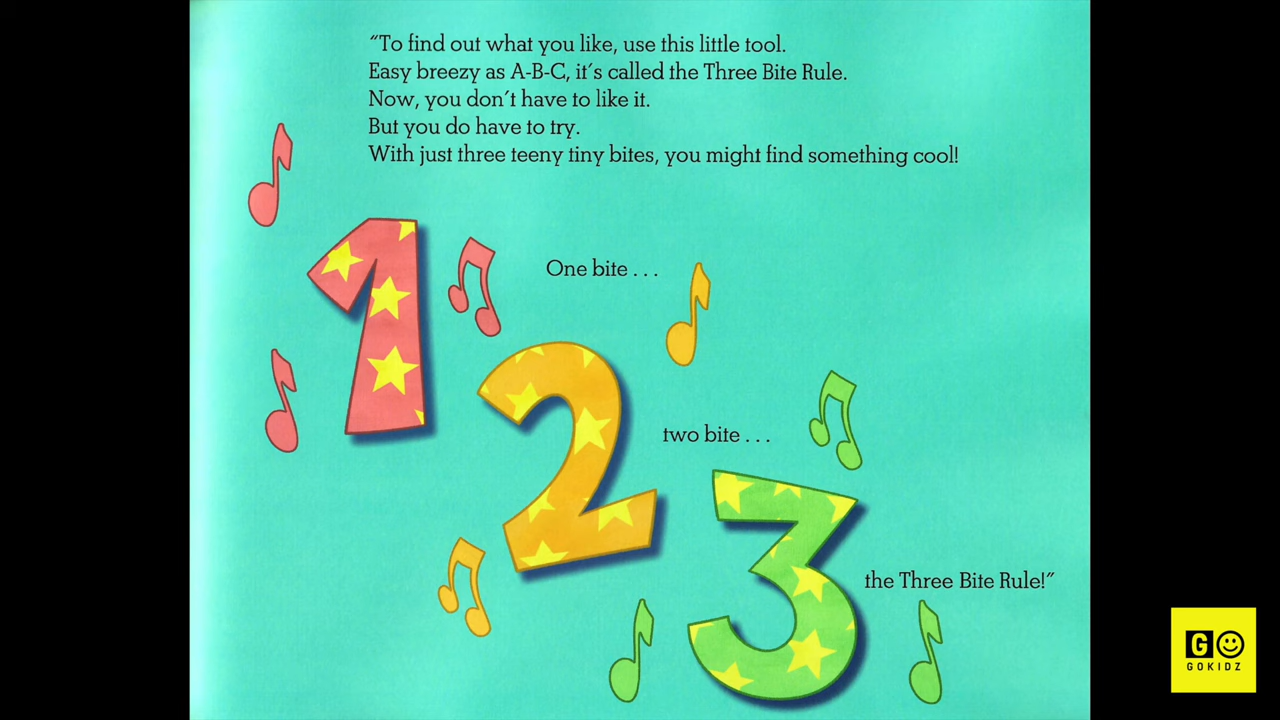 “To find out what you like, use this little tool.
Easy breezy as A-B-C, it’s called the Three Bite Rule.
Now, you don’t have to like it.
But you do have to try.
With just three teeny tiny bites, you might find something cool!
1
One bite . . .
2
two bite . . .
3
the Three Bite Rule!”
GO
GOKIDZ